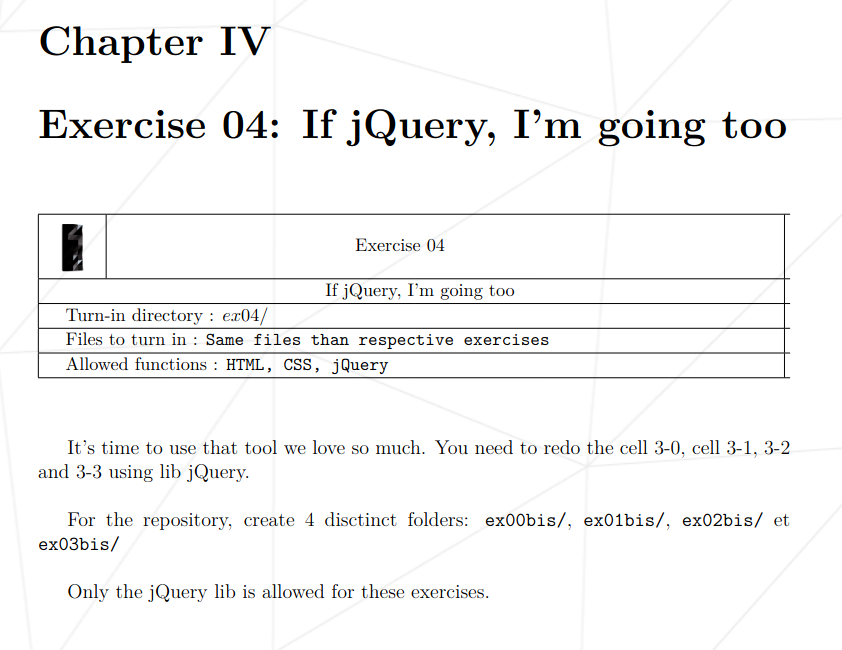 Chapter IV
Exercise 04: If jQuery, I'm going too
Exercise 04
If jQuery, I'm going too
Turn-in directory : ex04/
Files to turn in : Same files than respective exercises
Allowed functions : HTML, CSS, jQuery
It's time to use that tool we love so much. You need to redo the cell 3-0, cell 3-1, 3-2
and 3-3 using lib jQuery.
For the repository, create 4 disctinct folders: ex00bis/, ex01bis/, ex02bis/ et
ex03bis/
Only the jQuery lib is allowed for these exercises.